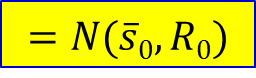 = N(s̄₀, R₀)